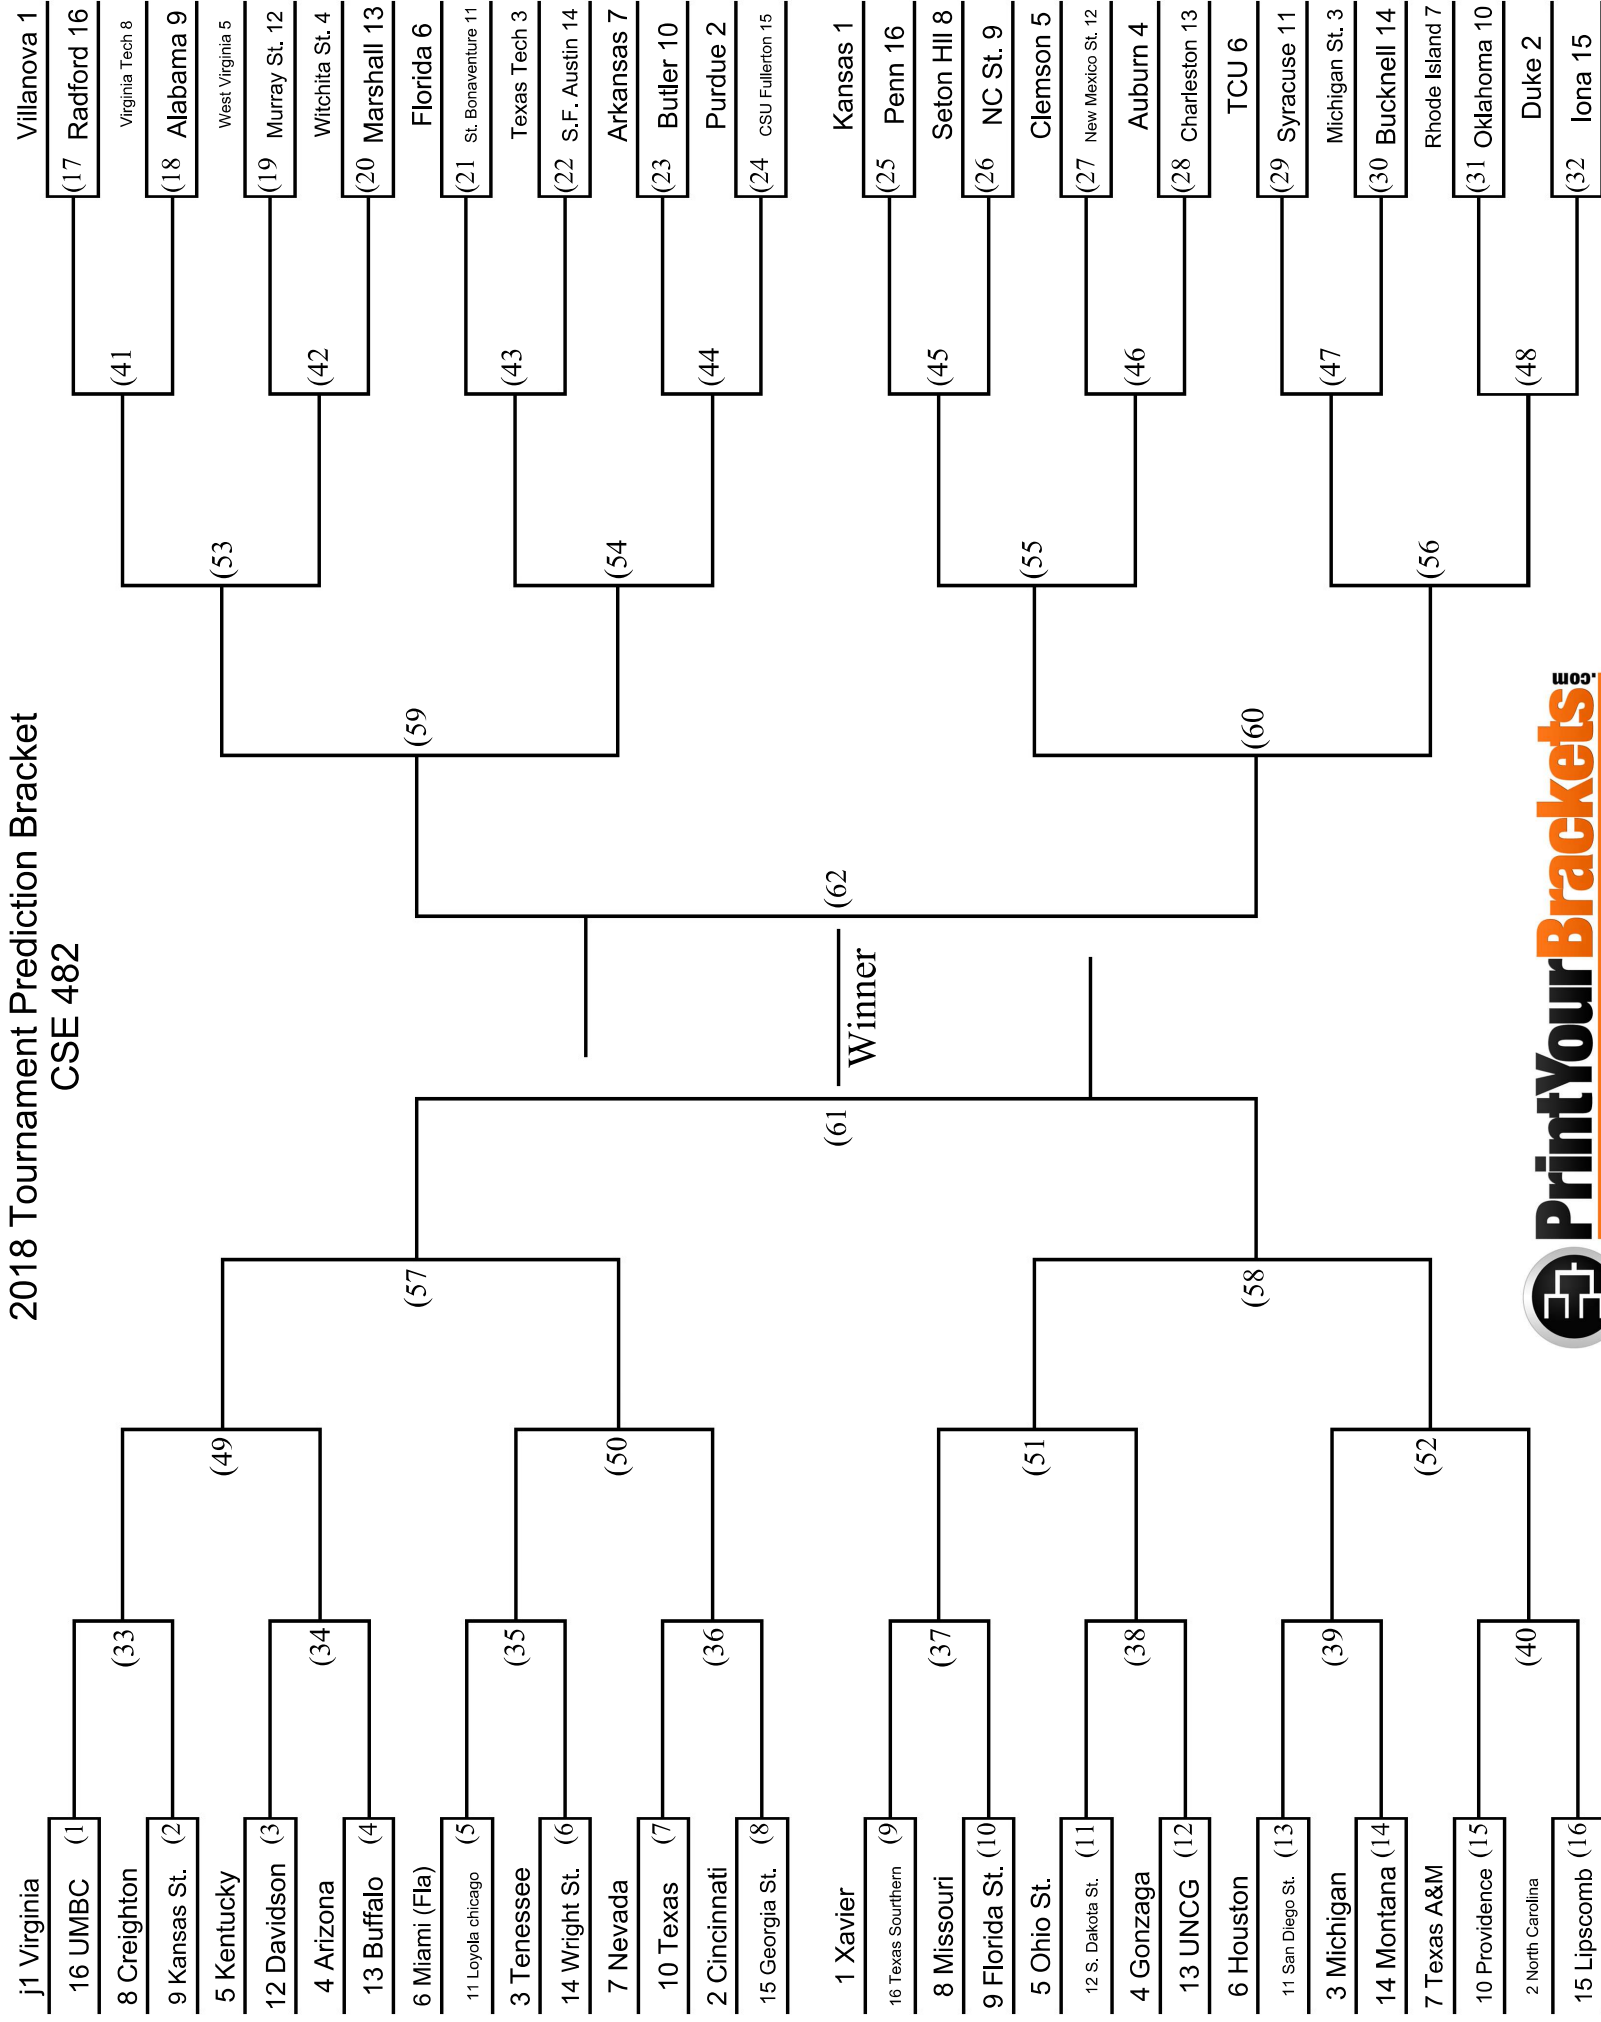 2018 Tournament Prediction Bracket
CSE 482
j1 Virginia
16 UMBC (1
8 Creighton
9 Kansas St. (2
5 Kentucky
12 Davidson (3
4 Arizona
13 Buffalo (4
6 Miami (Fla)
11 Loyola chicago (5
3 Tenessee
14 Wright St. (6
7 Nevada
10 Texas (7
2 Cincinnati
15 Georgia St. (8
1 Xavier
16 Texas Sourthern (9
8 Missouri
9 Florida St. (10
5 Ohio St.
12 S. Dakota St. (11
4 Gonzaga
13 UNCG (12
6 Houston
11 San Diego St. (13
3 Michigan
14 Montana (14
7 Texas A&M
10 Providence (15
2 North Carolina
15 Lipscomb (16
(33
(34
(35
(36
(37
(38
(39
(40
(49
(50
(51
(52
(57
(58
(61
Winner
(62
(59
(60
(53
(54
(55
(56
(41
(42
(43
(44
(45
(46
(47
(48
Villanova 1
(17 Radford 16
Virginia Tech 8
(18 Alabama 9
West Virginia 5
(19 Murray St. 12
Witchita St. 4
(20 Marshall 13
Florida 6
(21 St. Bonaventure 11
Texas Tech 3
(22 S.F. Austin 14
Arkansas 7
(23 Butler 10
Purdue 2
(24 CSU Fullerton 15
Kansas 1
(25 Penn 16
Seton Hll 8
(26 NC St. 9
Clemson 5
(27 New Mexico St. 12
Auburn 4
(28 Charleston 13
TCU 6
(29 Syracuse 11
Michigan St. 3
(30 Bucknell 14
Rhode Island 7
(31 Oklahoma 10
Duke 2
(32 Iona 15
PrintYourBrackets.com